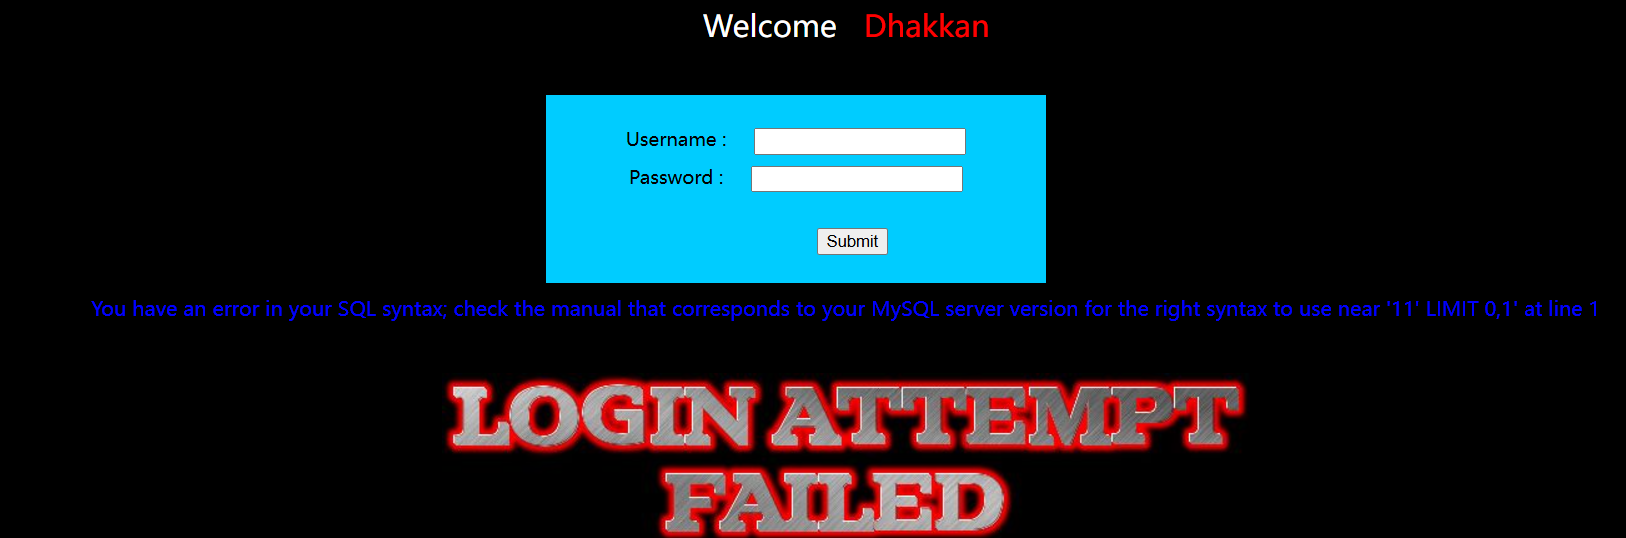 Welcome Dhakkan
Username :
Password :
Submit
You have an error in your SQL syntax; check the manual that corresponds to your MySQL server version for the right syntax to use near '11' LIMIT 0,1' at line 1
LOGIN ATTEMPT
FAILED